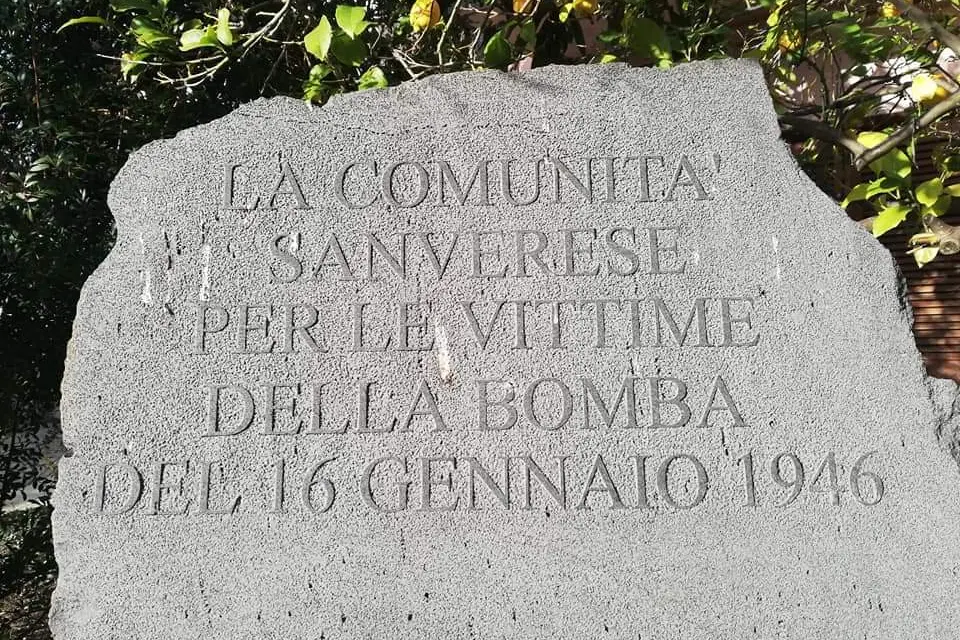 LA COMUNITA'
SANVERESE
PER LE VITTIME
DELLA BOMBA
DEL 16 GENNAIO 1946